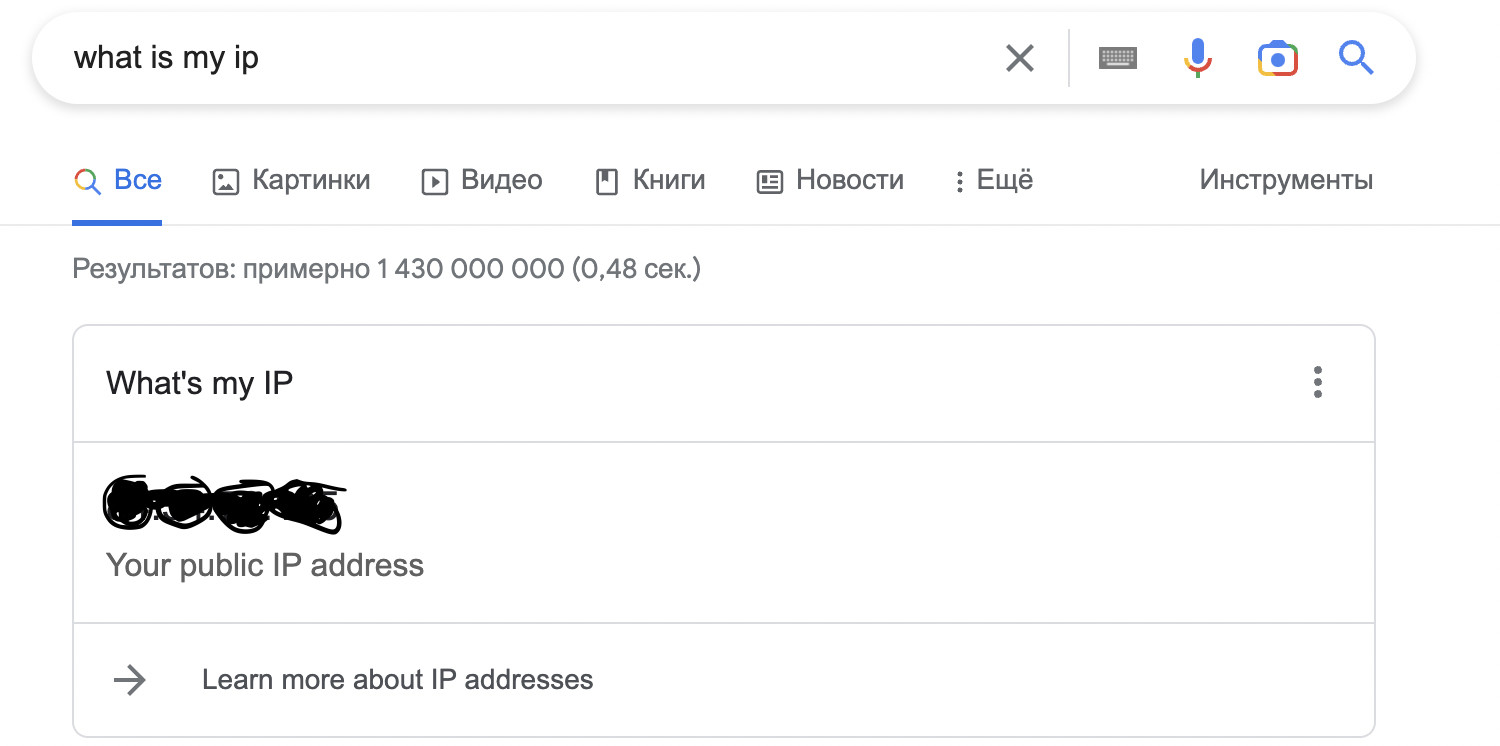 what is my ip
Все Картинки Видео Книги Новости Ещё Инструменты
Результатов: примерно 1 430 000 000 (0,48 сек.)
What's my IP
Your public IP address
Learn more about IP addresses